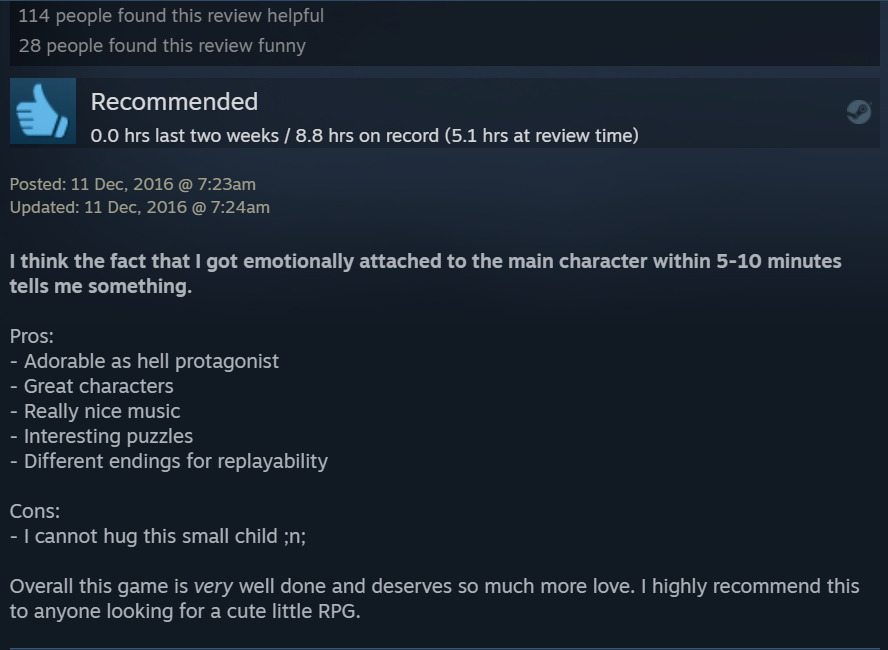 114 people found this review helpful
28 people found this review funny
Recommended
0.0 hrs last two weeks / 8.8 hrs on record (5.1 hrs at review time)
Posted: 11 Dec, 2016 @ 7:23am
Updated: 11 Dec, 2016 @ 7:24am
I think the fact that I got emotionally attached to the main character within 5-10 minutes
tells me something.
Pros:
- Adorable as hell protagonist
- Great characters
- Really nice music
- Interesting puzzles
- Different endings for replayability
Cons:
- I cannot hug this small child ;n;
Overall this game is very well done and deserves so much more love. I highly recommend this
to anyone looking for a cute little RPG.